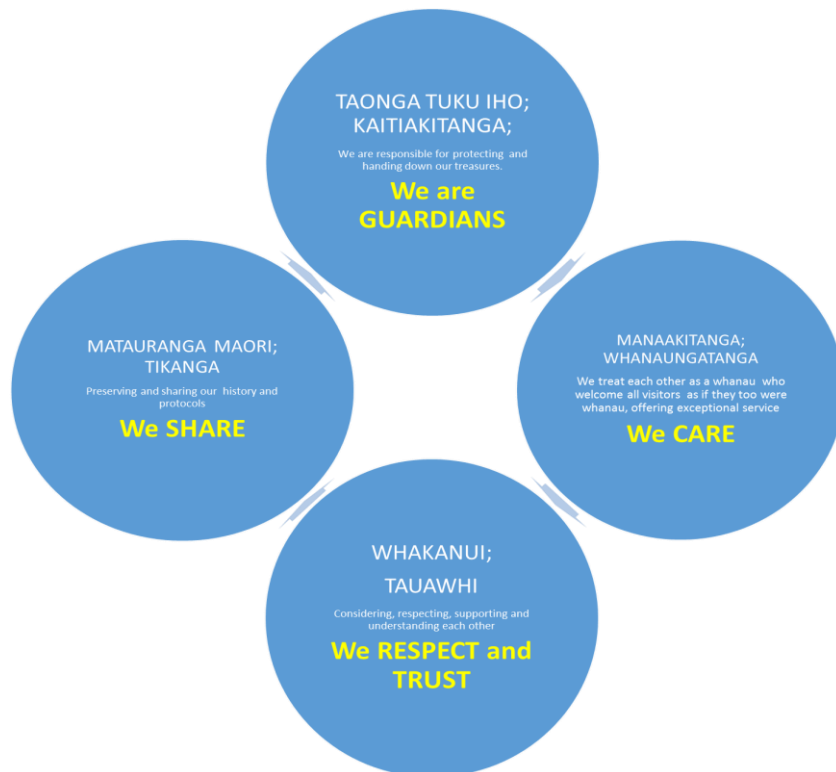 TAONGA TUKU IHO;
KAITIAKITANGA;
We are responsible for protecting and
handing down our treasures.
We are
GUARDIANS
MATAURANGA MAORI;
TIKANGA
Preserving and sharing our history and
protocols
We SHARE
MANAAKITANGA;
WHANAUNGATANGA
We treat each other as a whanau who
welcome all visitors as if they too were
whanau, offering exceptional service
We CARE
WHAKANUI;
TAUAWHI
Considering, respecting, supporting and
understanding each other
We RESPECT and
TRUST